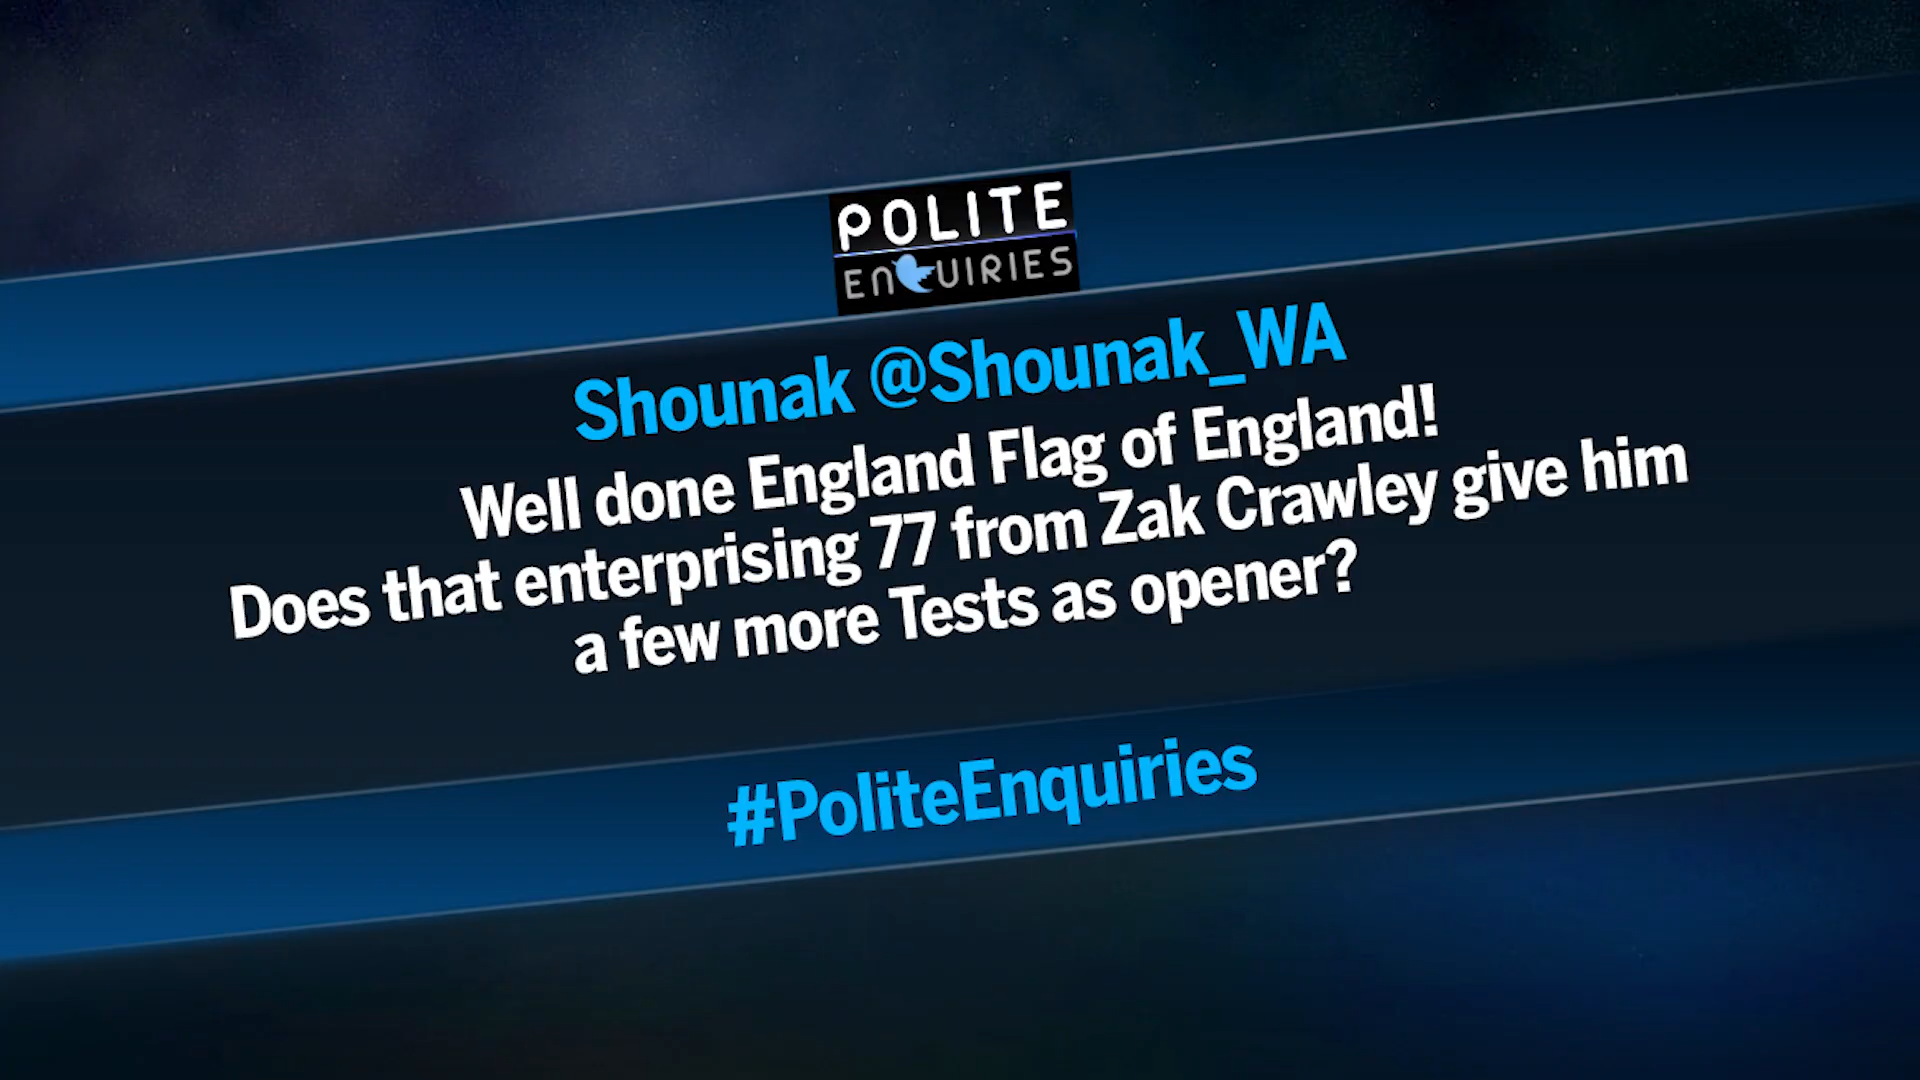 POLITE
ENQUIRIES
Shounak @Shounak_WA
Well done England Flag of England!
Does that enterprising 77 from Zak Crawley give him
a few more Tests as opener?
#PoliteEnquiries